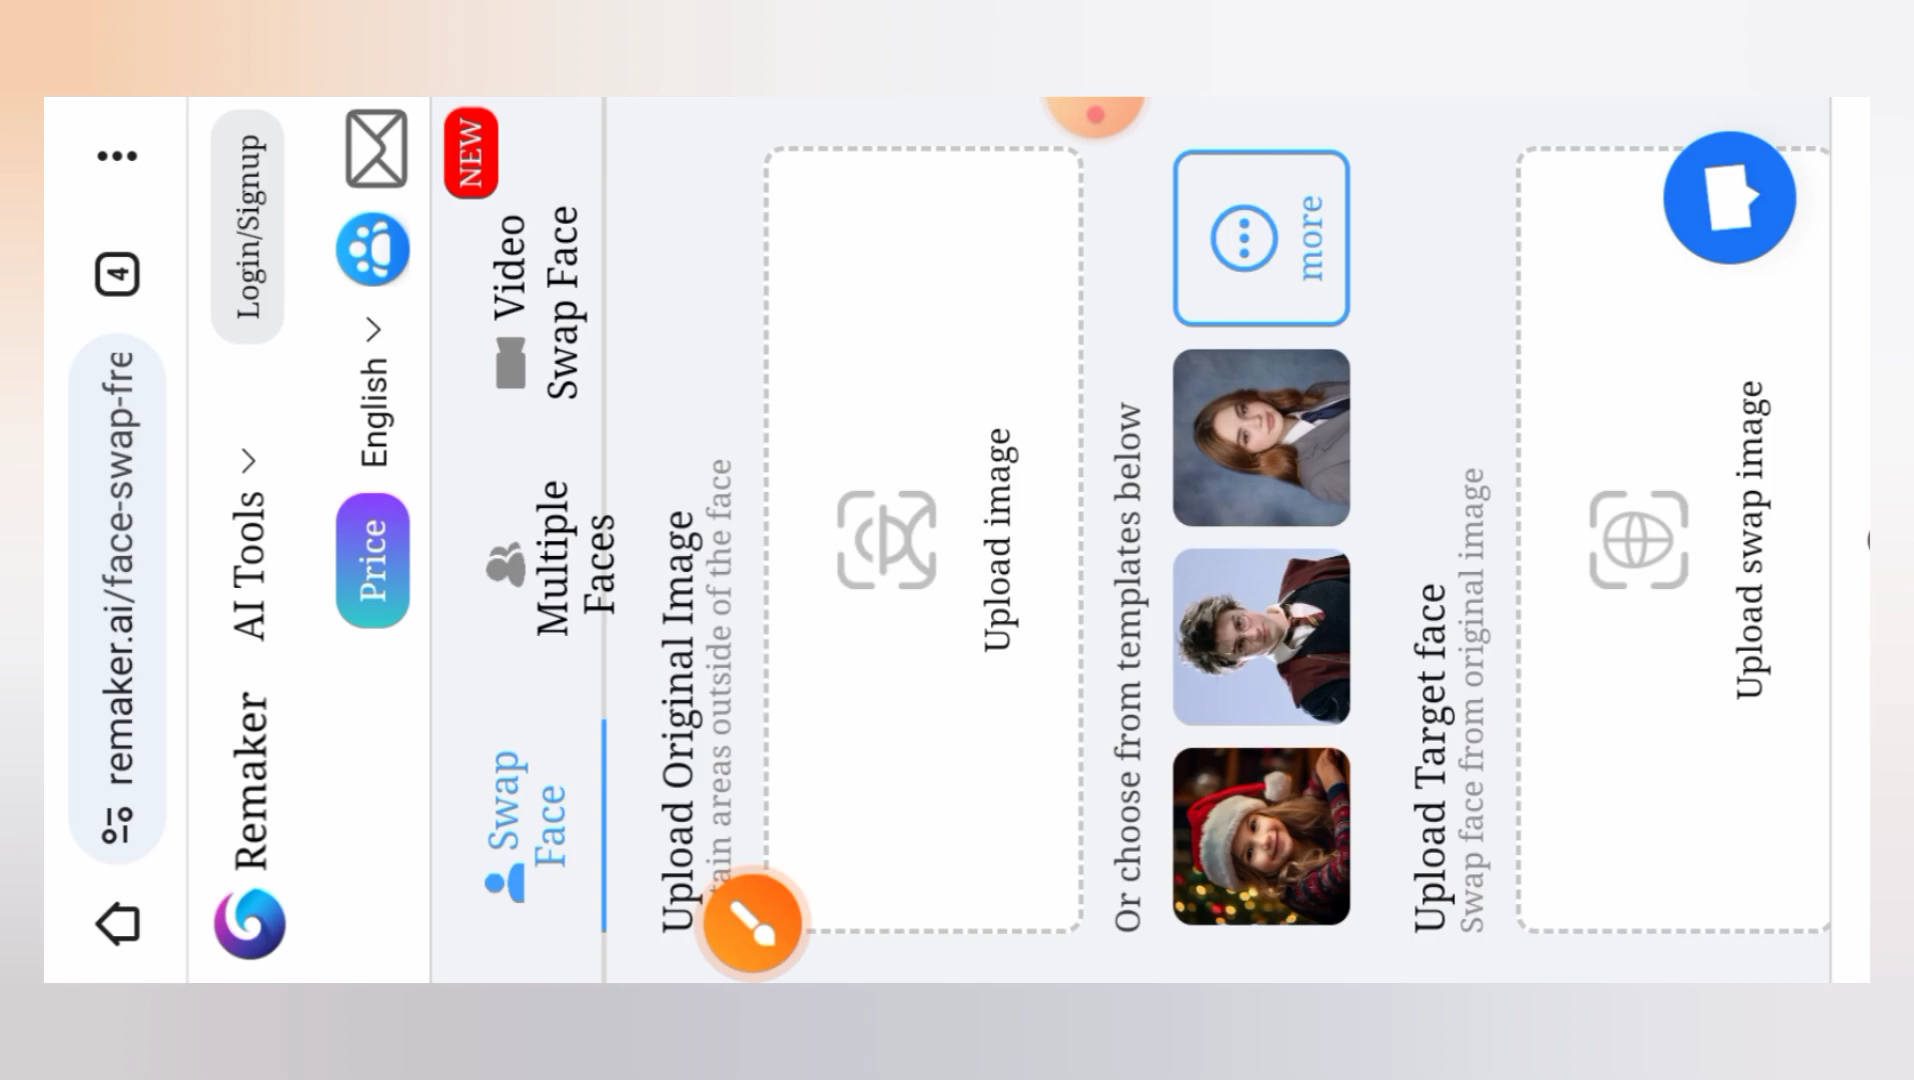 remaker.ai/face-swap-fre
4
Remaker
AI Tools
Login/Signup
Price
English
Swap
Face
Multiple
Faces
Video
Swap Face
NEW
Upload Original Image
tain areas outside of the face
Upload image
Or choose from templates below
more
Upload Target face
Swap face from original image
Upload swap image